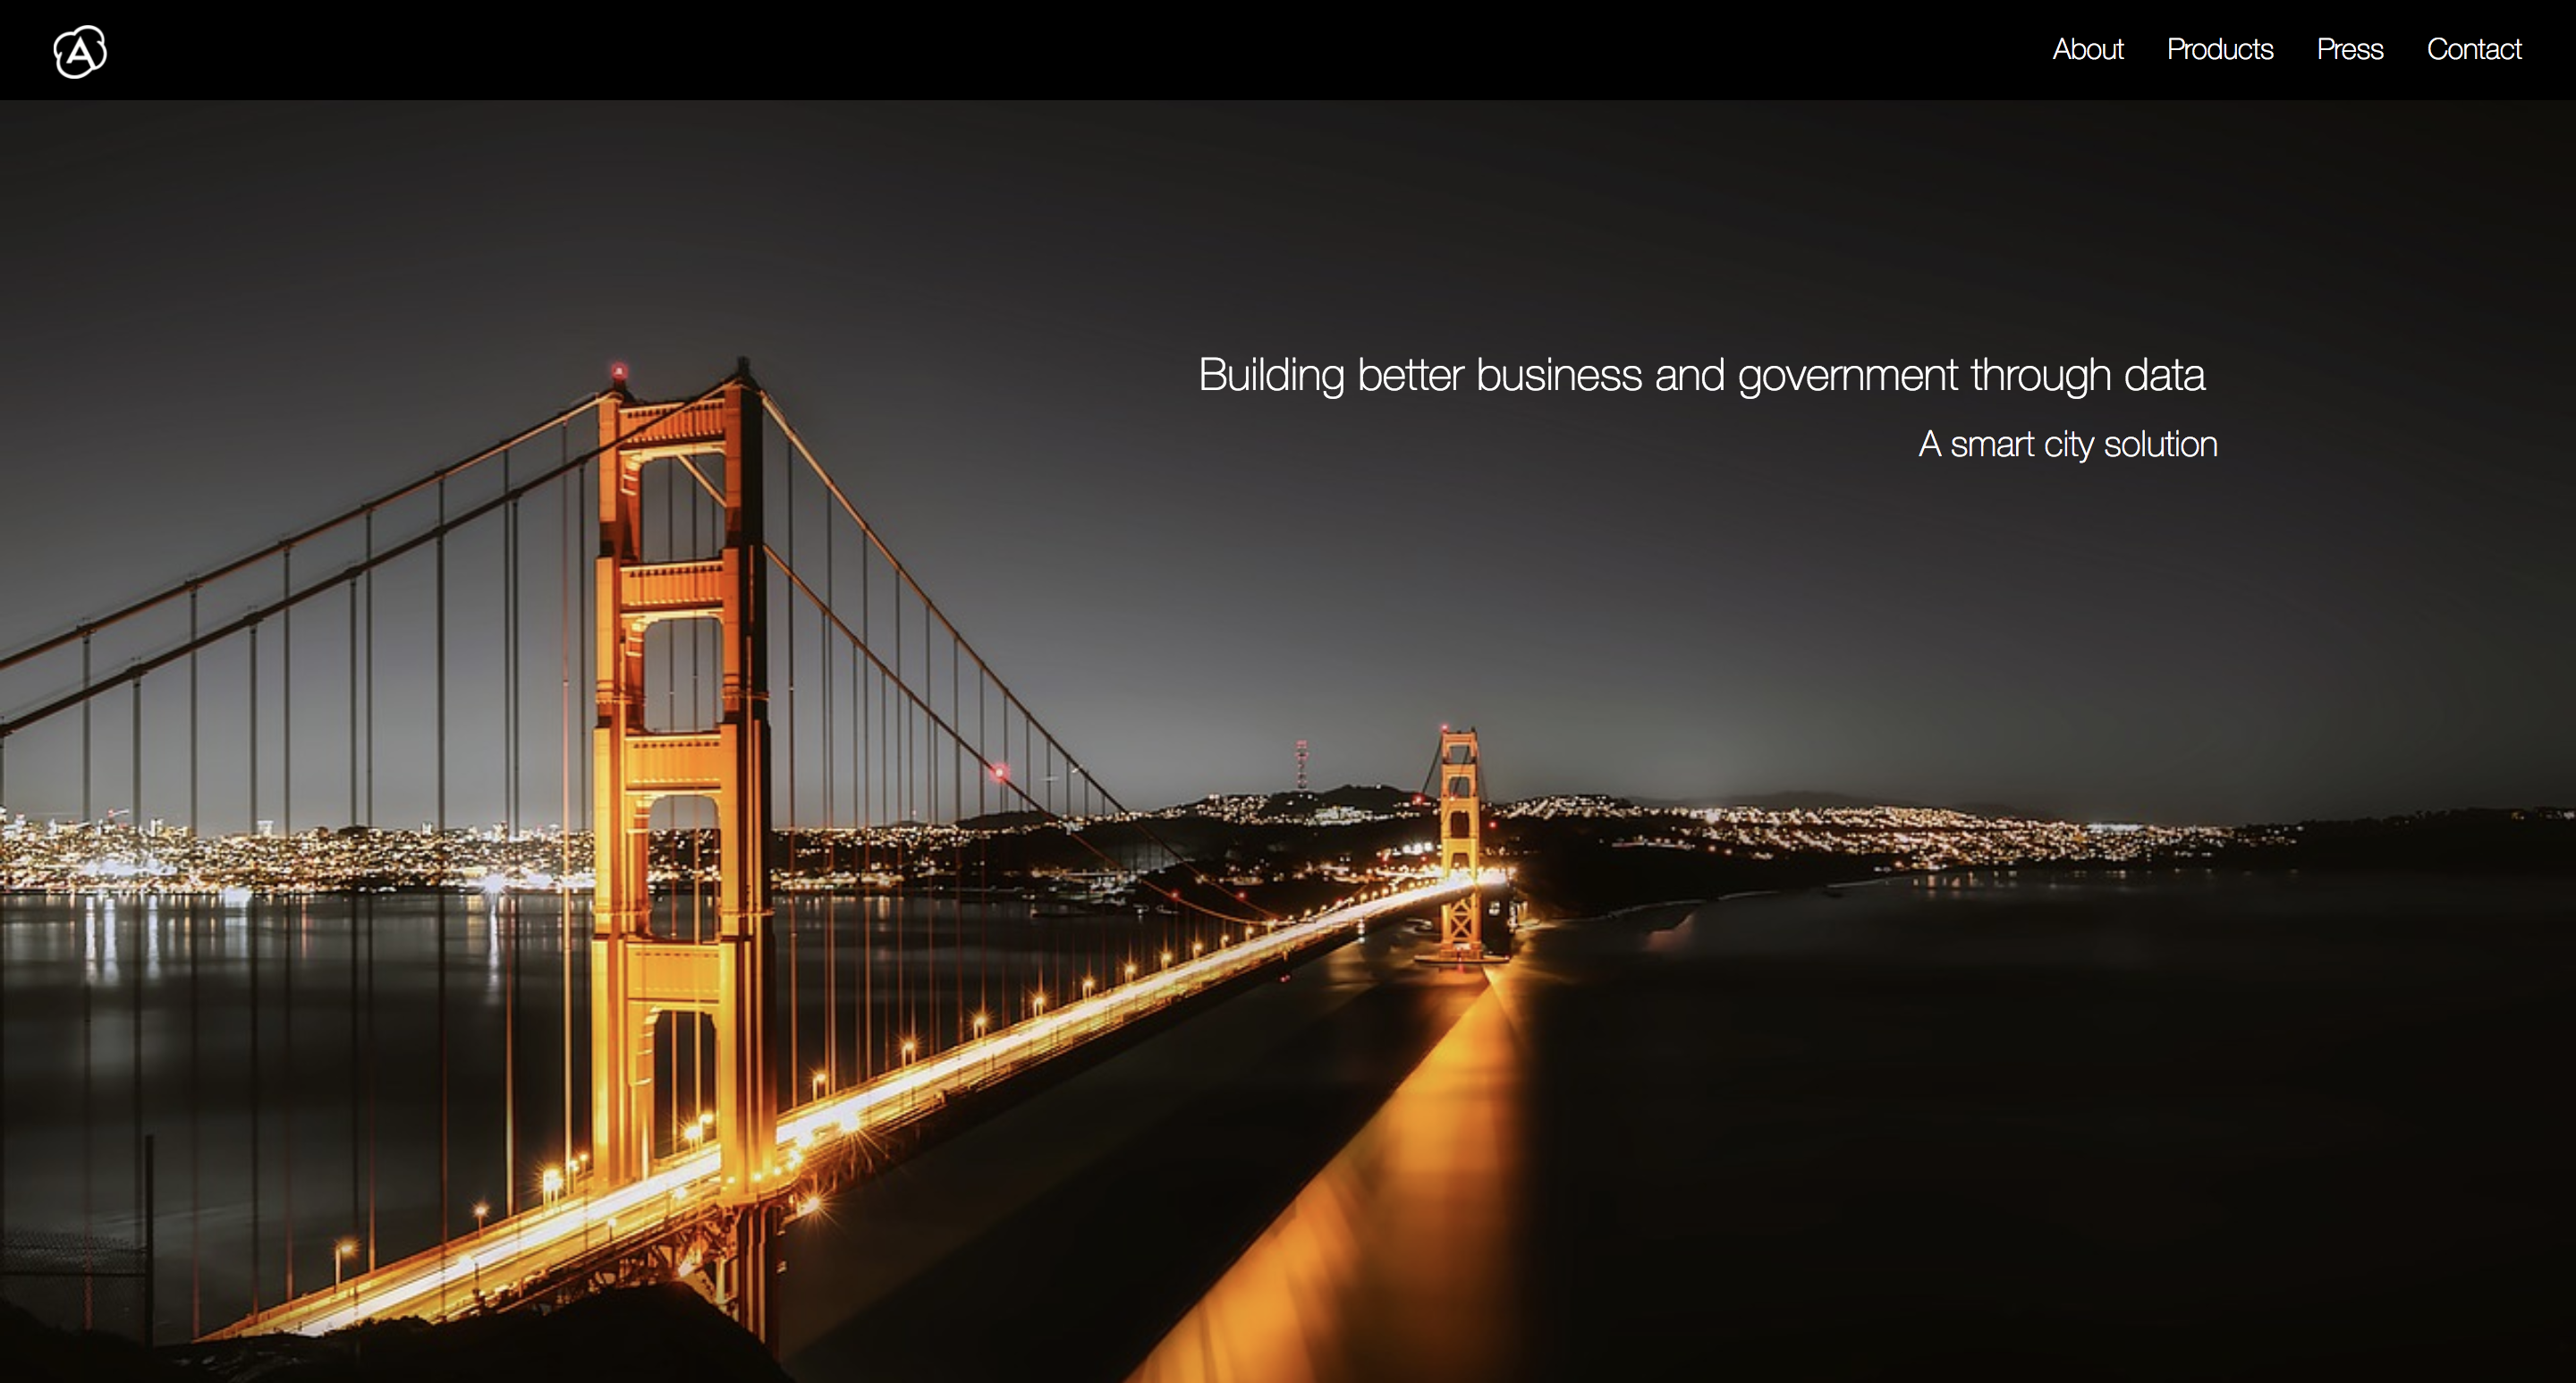 A
About Products Press Contact
Building better business and government through data
A smart city solution